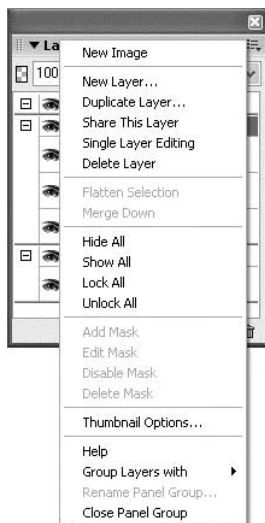 La
New Image
100
New Layer...
Duplicate Layer...
Share This Layer
Single Layer Editing
Delete Layer
Flatten Selection
Merge Down
Hide All
Show All
Lock All
Unlock All
Add Mask
Edit Mask
Disable Mask
Delete Mask
Thumbnail Options...
Help
Group Layers with
Rename Panel Group...
Close Panel Group